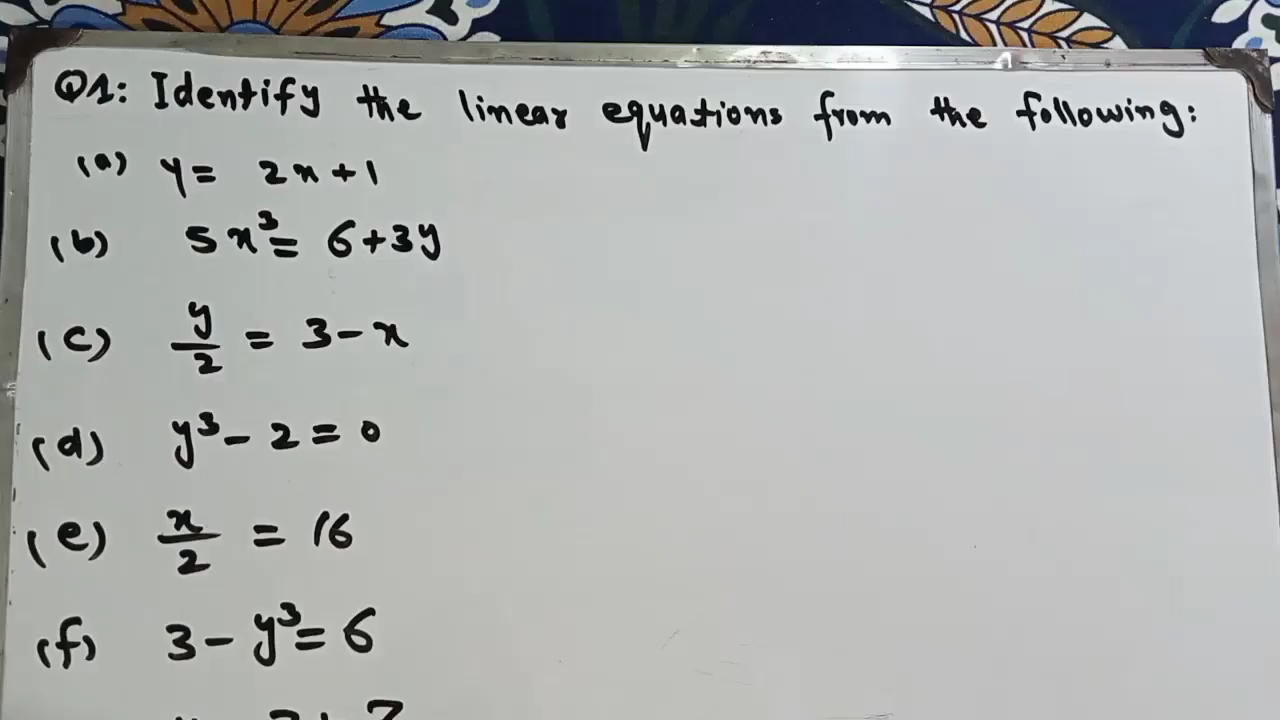 Q1: Identify the linear equations from the following:
(a) y = 2x + 1
(b) 5x³ = 6 + 3y
(c) y/2 = 3 - x
(d) y³ - 2 = 0
(e) x/2 = 16
(f) 3 - y³ = 6